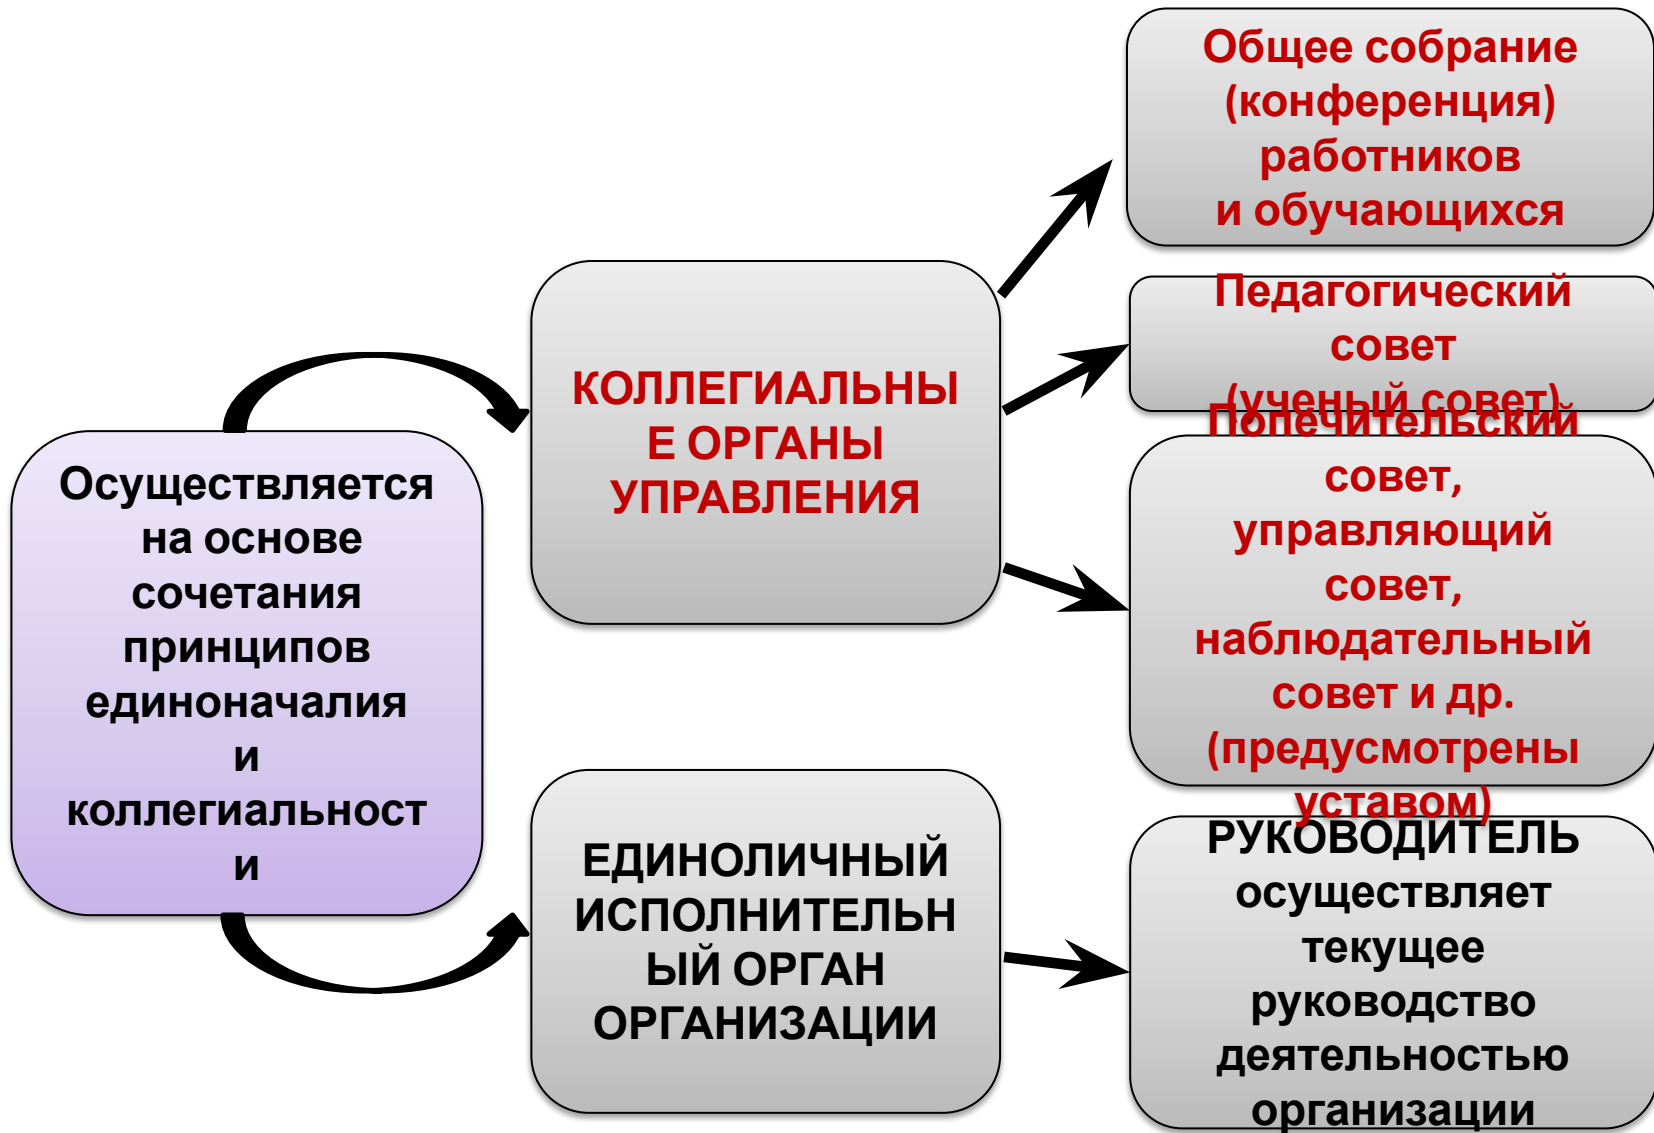 Осуществляется
на основе
сочетания
принципов
единоначалия
и
коллегиальност
и
КОЛЛЕГИАЛЬНЫ
Е ОРГАНЫ
УПРАВЛЕНИЯ
ЕДИНОЛИЧНЫЙ
ИСПОЛНИТЕЛЬН
ЫЙ ОРГАН
ОРГАНИЗАЦИИ
Общее собрание
(конференция)
работников
и обучающихся
Педагогический
совет
(ученый совет)
Попечительский
совет,
управляющий
совет,
наблюдательный
совет и др.
(предусмотрены
уставом)
РУКОВОДИТЕЛЬ
осуществляет
текущее
руководство
деятельностью
организации